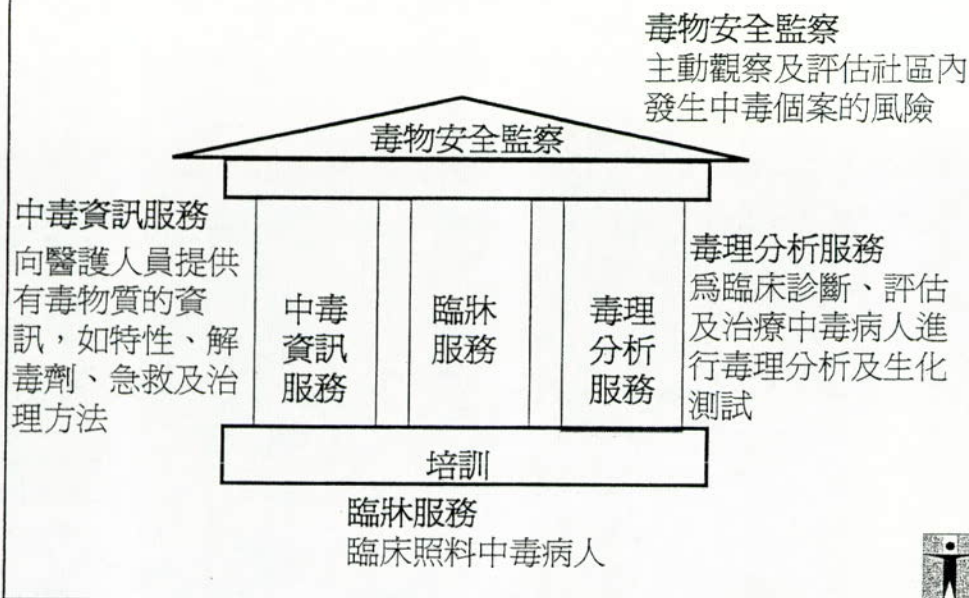 毒物安全監察
主動觀察及評估社區內
發生中毒個案的風險
毒物安全監察
中毒資訊服務
向醫護人員提供
有毒物質的資
訊，如特性、解
毒劑、急救及治
理方法
中毒
資訊
服務
臨牀
服務
毒理
分析
服務
毒理分析服務
爲臨床診斷、評估
及治療中毒病人進
行毒理分析及生化
測試
培訓
臨牀服務
臨床照料中毒病人